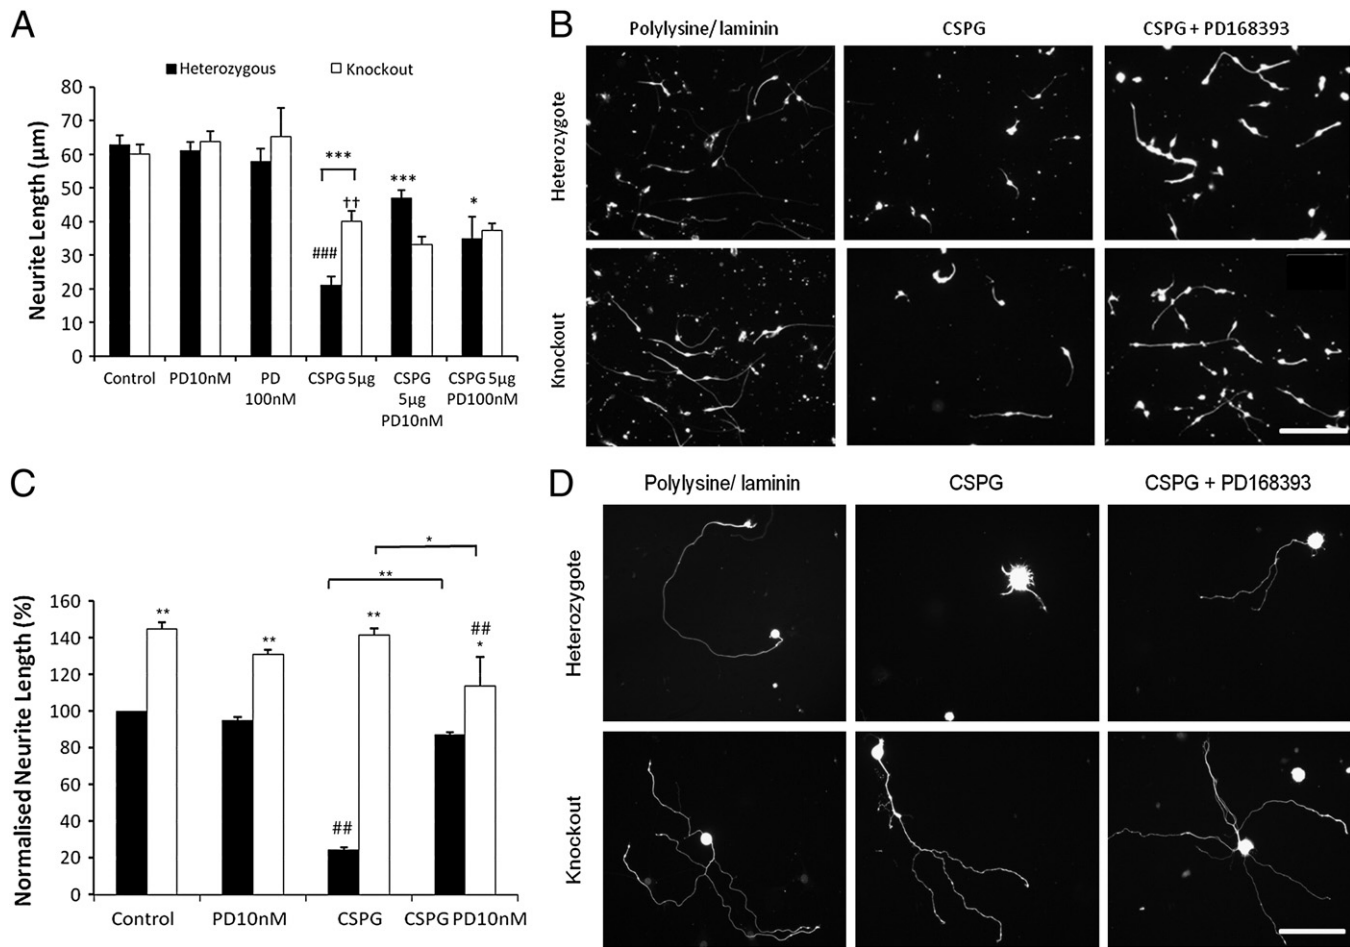 A
Heterozygous
Knockout
Neurite Length (µm)
80
70
60
50
40
30
20
10
0
***
###
††
***
*
Control
PD10nM
PD
100nM
CSPG 5µg
CSPG
5µg
PD10nM
CSPG 5µg
PD100nM
B
Polylysine/ laminin
CSPG
CSPG + PD168393
Heterozygote
Knockout
C
Normalised Neurite Length (%)
160
140
120
100
80
60
40
20
0
**
**
##
**
##
*
**
*
Control
PD10nM
CSPG
CSPG PD10nM
D
Polylysine/ laminin
CSPG
CSPG + PD168393
Heterozygote
Knockout